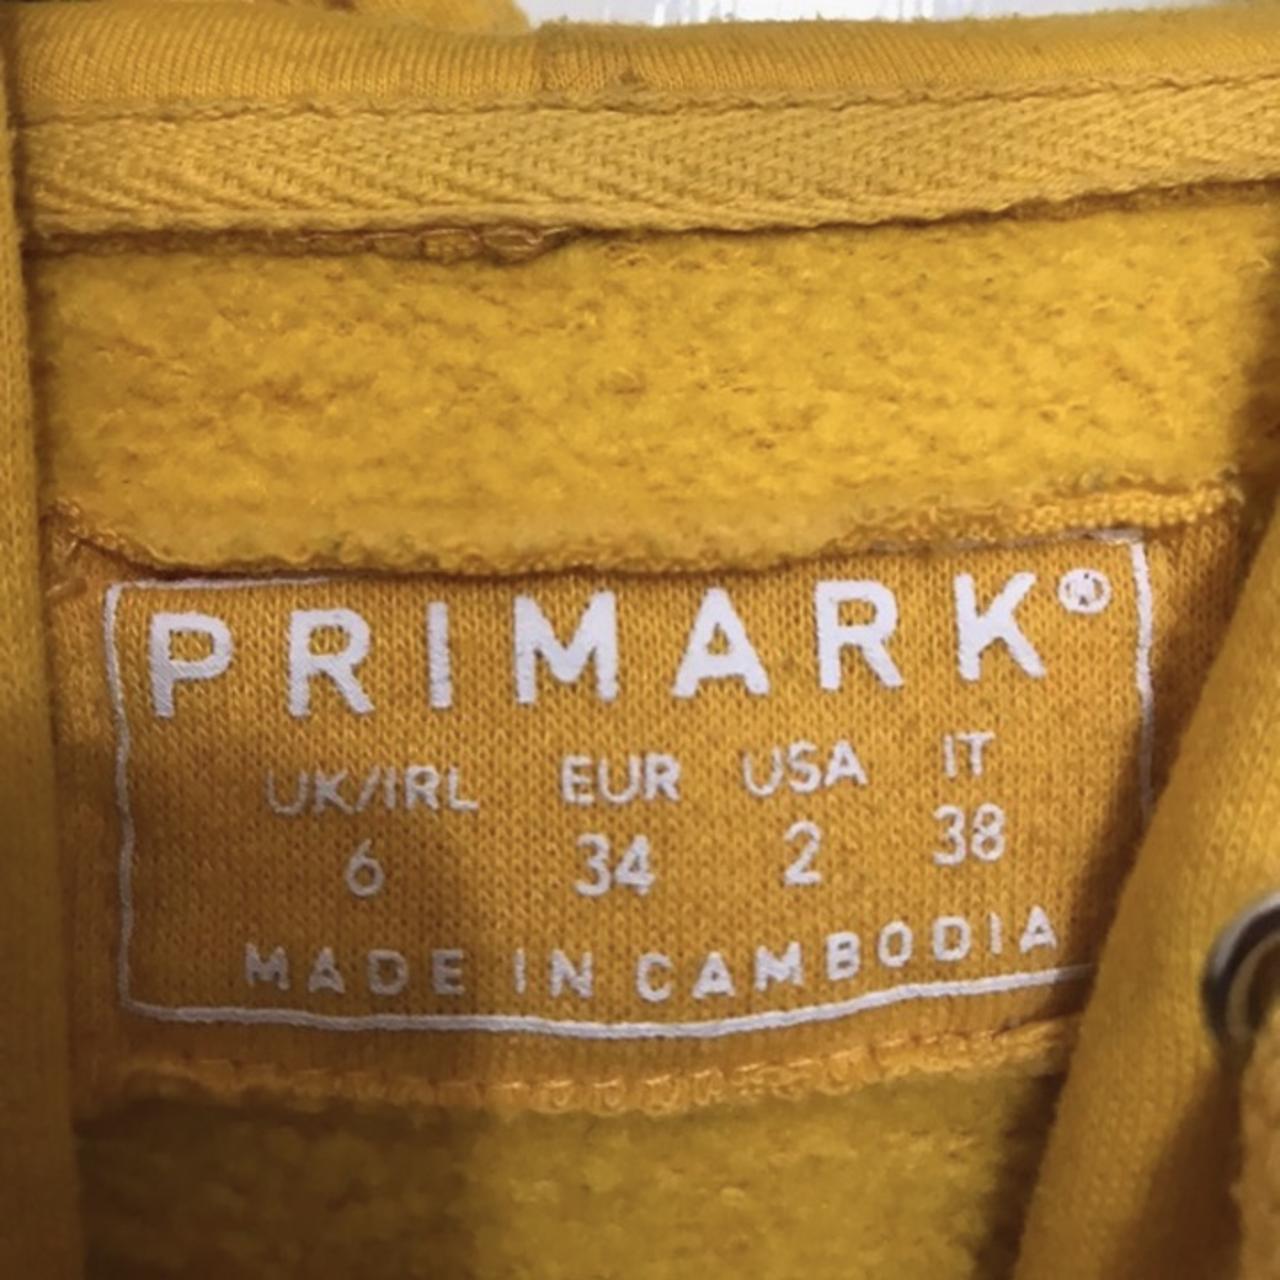 PRIMARK®
UK/IRL EUR USA IT
6 34 2 38
MADE IN CAMBODIA